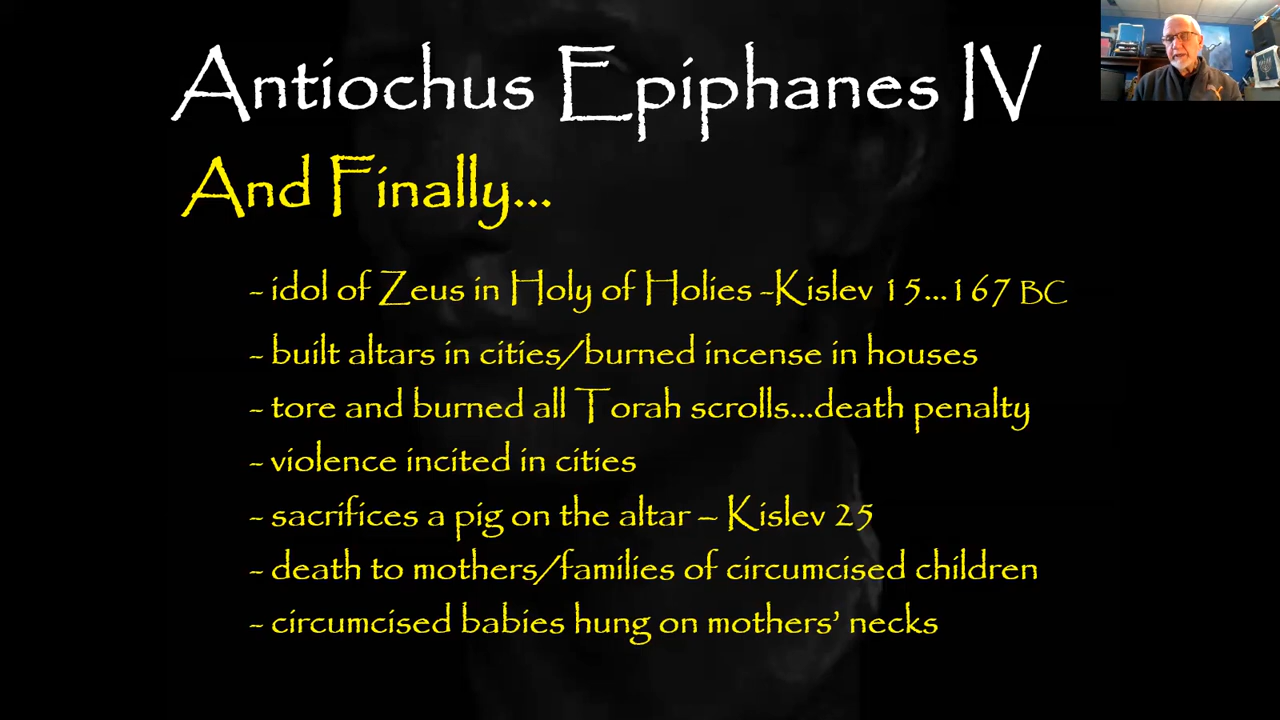 Antiochus Epiphanes IV
And Finally...
- idol of Zeus in Holy of Holies -Kislev 15...167 BC
- built altars in cities/burned incense in houses
- tore and burned all Torah scrolls...death penalty
- violence incited in cities
- sacrifices a pig on the altar – Kislev 25
- death to mothers/families of circumcised children
- circumcised babies hung on mothers’ necks